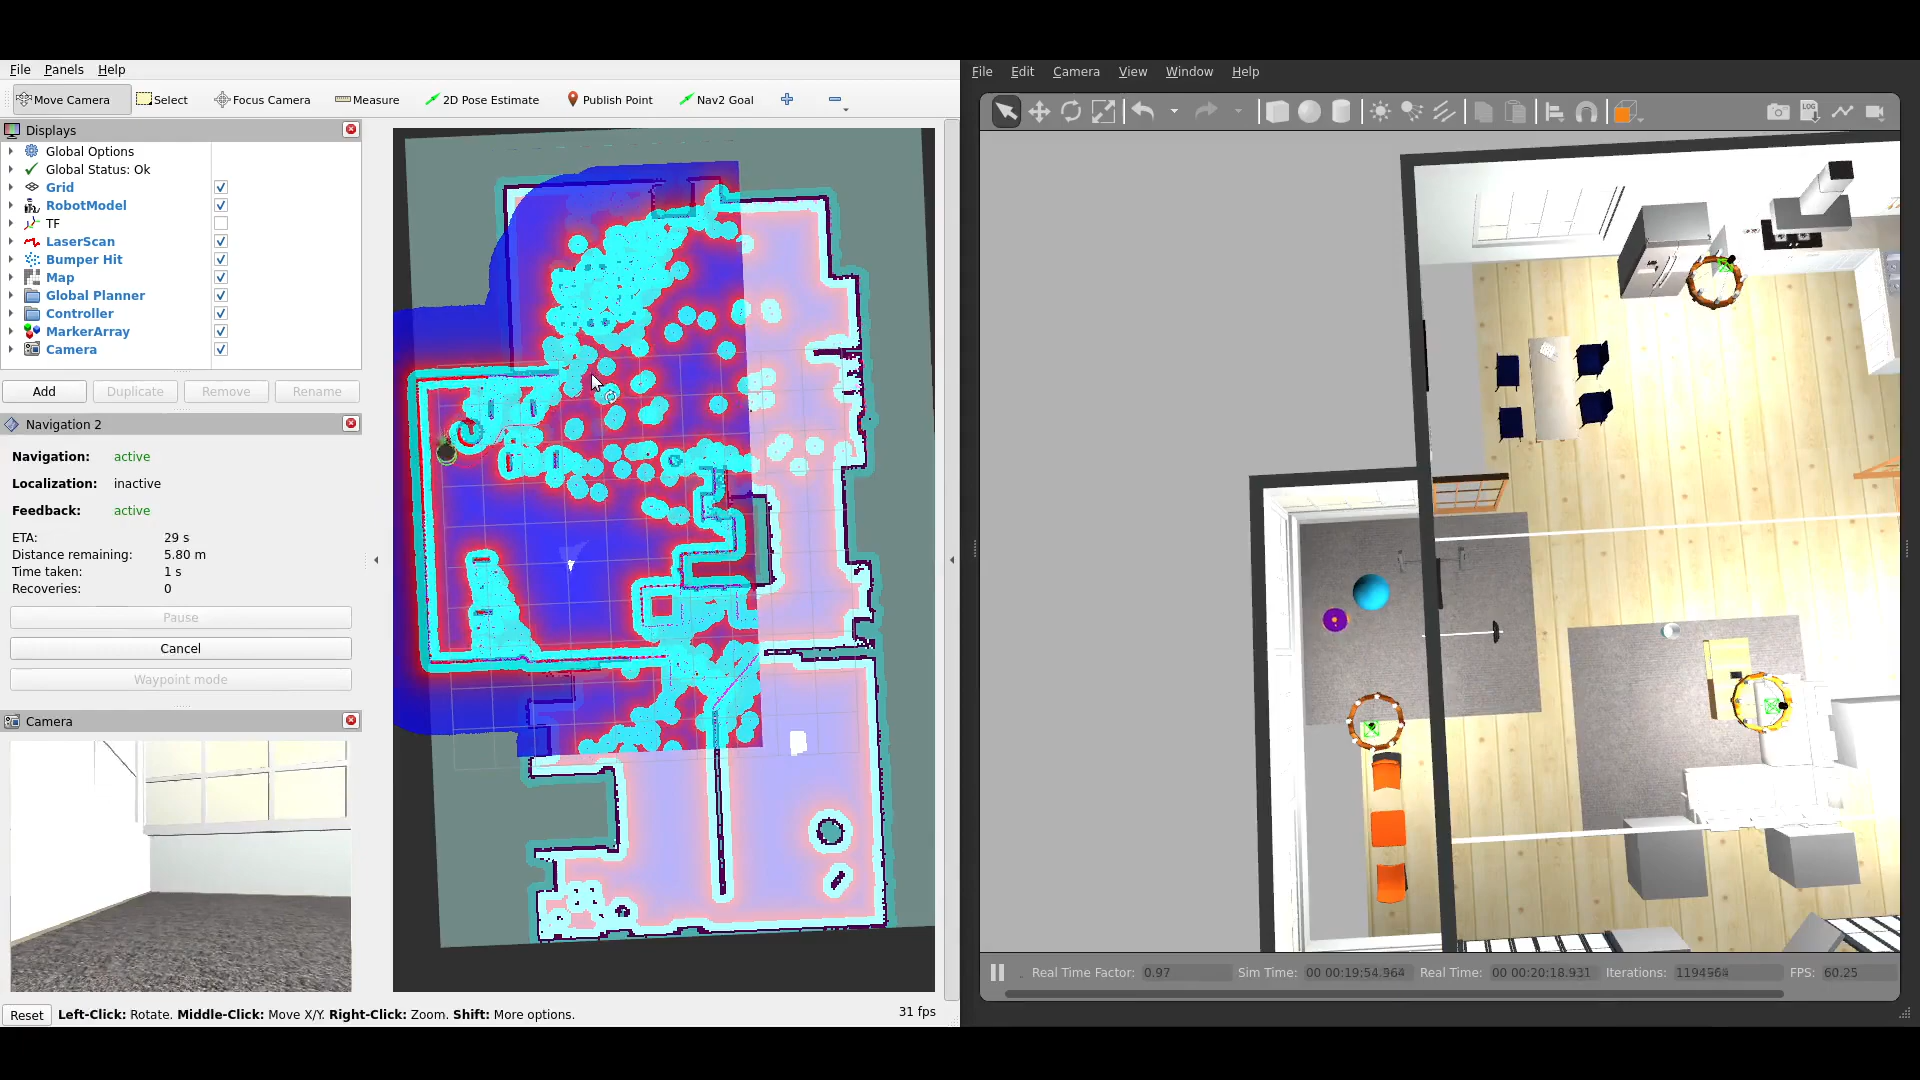 File Panels Help
Move Camera Select Focus Camera Measure 2D Pose Estimate Publish Point Nav2 Goal
Displays
Global Options
Global Status: Ok
Grid
RobotModel
TF
LaserScan
Bumper Hit
Map
Global Planner
Controller
MarkerArray
Camera
Add Duplicate Remove Rename
Navigation 2
Navigation: active
Localization: inactive
Feedback: active
ETA: 29 s
Distance remaining: 5.80 m
Time taken: 1 s
Recoveries: 0
Pause
Cancel
Waypoint mode
Camera
Reset Left-Click: Rotate. Middle-Click: Move X/Y. Right-Click: Zoom. Shift: More options. 31 fps
File Edit Camera View Window Help
LOG
Real Time Factor: 0.97 Sim Time: 00 00:19:54.964 Real Time: 00 00:20:18.931 Iterations: FPS: 60.25